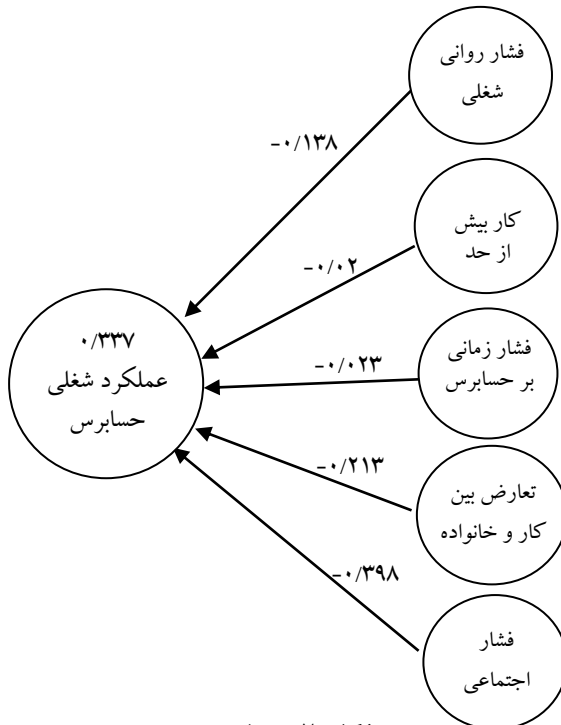 فشار روانی
شغلی
-۰/۱۳۸
کار بیش
از حد
-۰/۰۲
۰/۳۳۷
عملکرد شغلی
حسابرس
فشار زمانی
بر حسابرس
-۰/۰۲۳
تعارض بین
کار و خانواده
-۰/۲۱۳
فشار
اجتماعی
-۰/۳۹۸